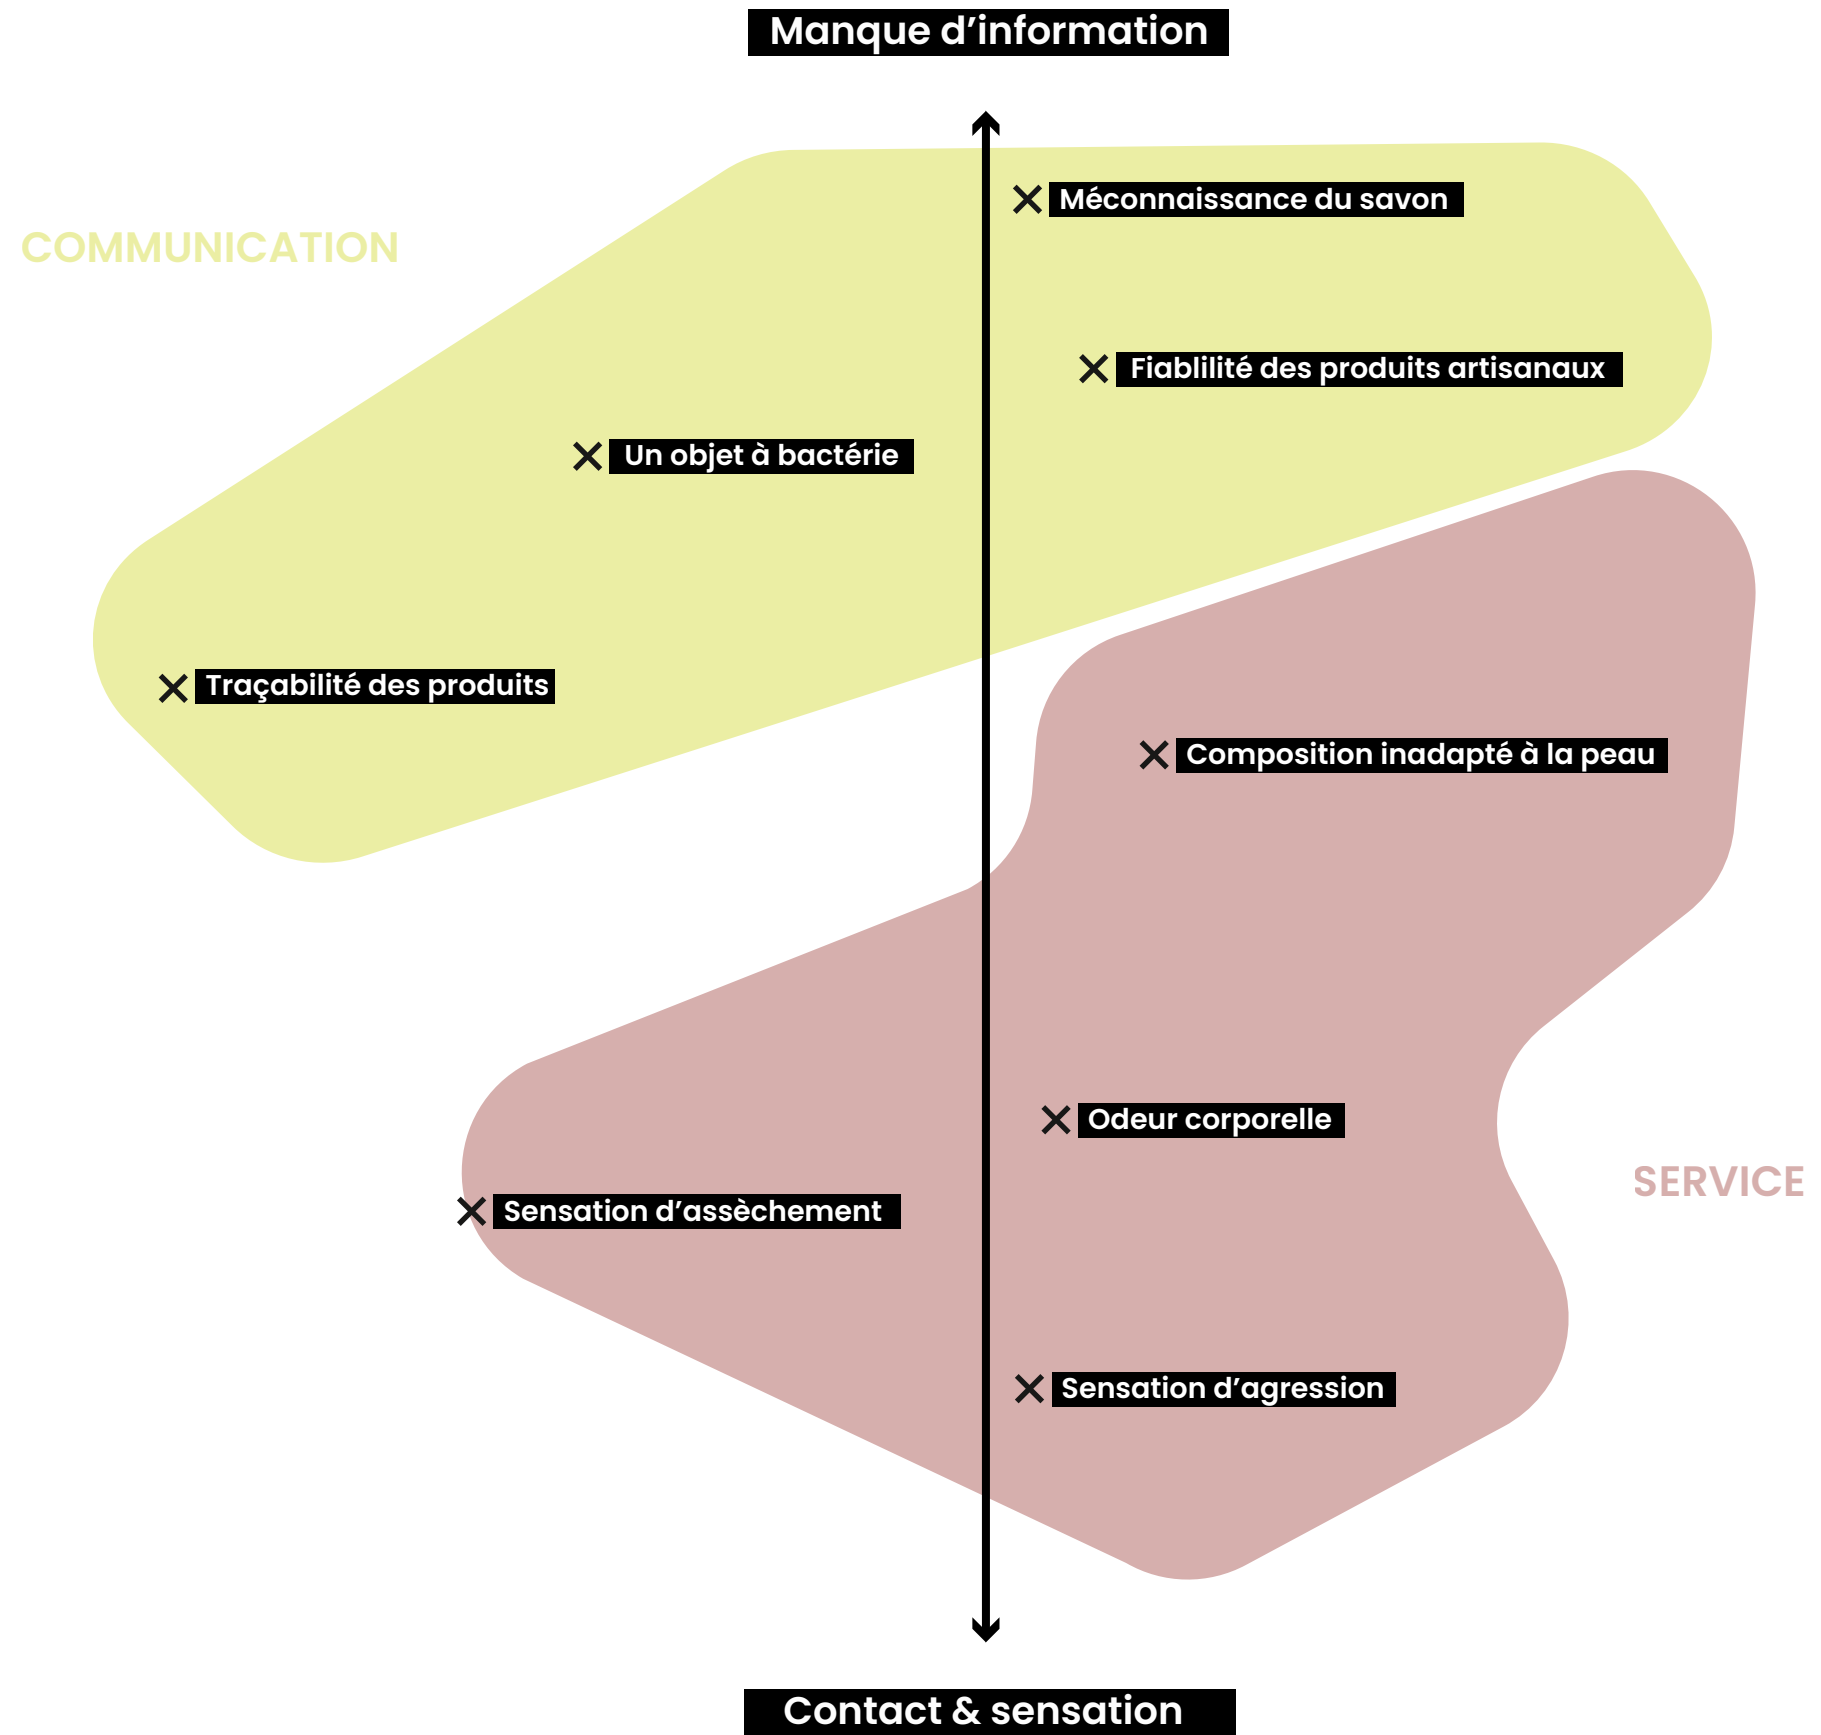 Manque d’information
Méconnaissance du savon
COMMUNICATION
Fiablilité des produits artisanaux
Un objet à bactérie
Traçabilité des produits
Composition inadapté à la peau
Odeur corporelle
SERVICE
Sensation d’assèchement
Sensation d’agression
Contact & sensation